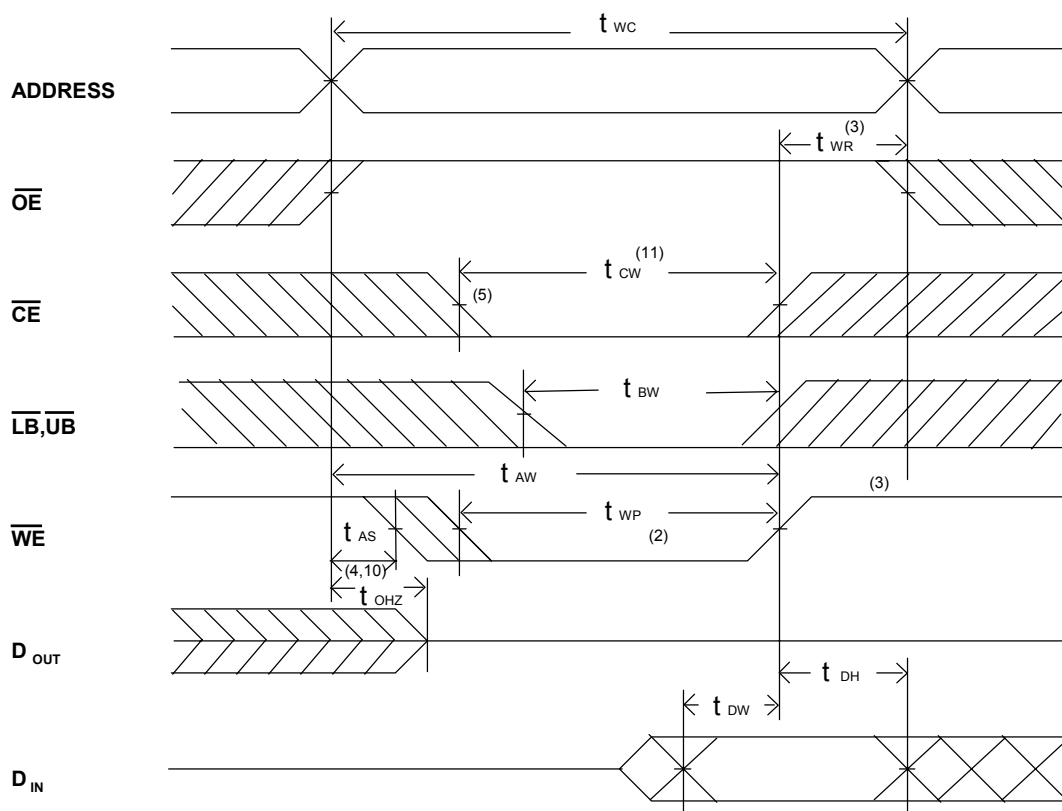 t WC
ADDRESS
t WR (3)
OE
t CW (11)
CE
(5)
t BW
LB,UB
t AW
(3)
WE
t AS
t WP
(2)
(4,10)
t OHZ
D OUT
t DH
t DW
D IN